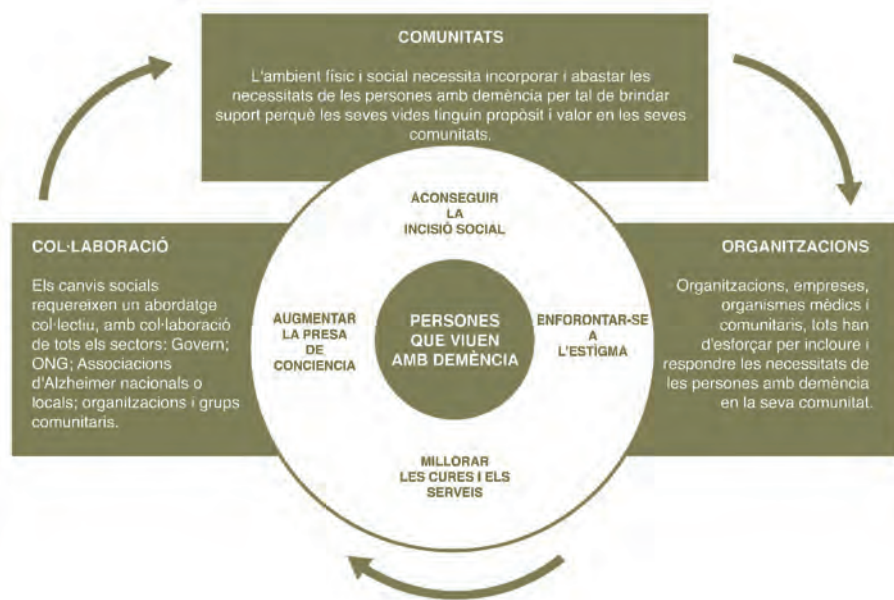 COMUNITATS
L'ambient físic i social necessita incorporar i abastar les
necessitats de les persones amb demència per tal de brindar
suport perquè les seves vides tinguin propòsit i valor en les seves
comunitats.
COL·LABORACIÓ
Els canvis socials
requereixen un abordatge
col·lectiu, amb col·laboració
de tots els sectors: Govern;
ONG; Associacions
d'Alzheimer nacionals o
locals; organitzacions i grups
comunitaris.
ACONSEGUIR
LA
INCISIÓ SOCIAL
AUGMENTAR
LA PRESA
DE
CONCIENCIA
PERSONES
QUE VIUEN
AMB DEMÈNCIA
ENFORONTAR-SE
A
L'ESTÌGMA
MILLORAR
LES CURES I ELS
SERVEIS
ORGANITZACIONS
Organitzacions, empreses,
organismes mèdics i
comunitaris, tots han
d'esforçar per incloure i
respondre les necessitats de
les persones amb demència
en la seva comunitat.